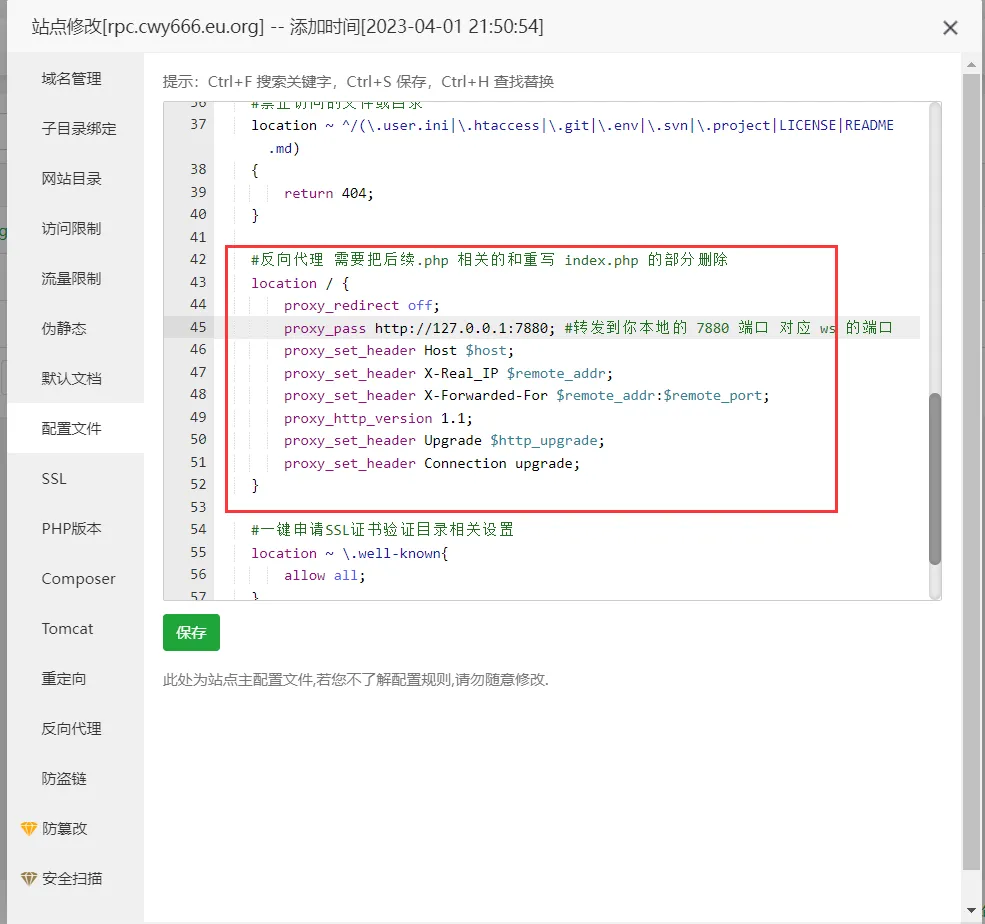 站点修改[rpc.cwy666.eu.org] -- 添加时间[2023-04-01 21:50:54]
域名管理
子目录绑定
网站目录
访问限制
流量限制
伪静态
默认文档
配置文件
SSL
PHP版本
Composer
Tomcat
重定向
反向代理
防盗链
防篡改
安全扫描
提示：Ctrl+F 搜索关键字，Ctrl+S 保存，Ctrl+H 查找替换
36 #禁止访问的文件或目录
37 location ~ ^/(\.user.ini|\.htaccess|\.git|\.env|\.svn|\.project|LICENSE|README
.md)
38 {
39 return 404;
40 }
41
42 #反向代理 需要把后续.php 相关的和重写 index.php 的部分删除
43 location / {
44 proxy_redirect off;
45 proxy_pass http://127.0.0.1:7880; #转发到你本地的 7880 端口 对应 ws 的端口
46 proxy_set_header Host $host;
47 proxy_set_header X-Real_IP $remote_addr;
48 proxy_set_header X-Forwarded-For $remote_addr:$remote_port;
49 proxy_http_version 1.1;
50 proxy_set_header Upgrade $http_upgrade;
51 proxy_set_header Connection upgrade;
52 }
53
54 #一键申请SSL证书验证目录相关设置
55 location ~ \.well-known{
56 allow all;
57 }
保存
此处为站点主配置文件,若您不了解配置规则,请勿随意修改.